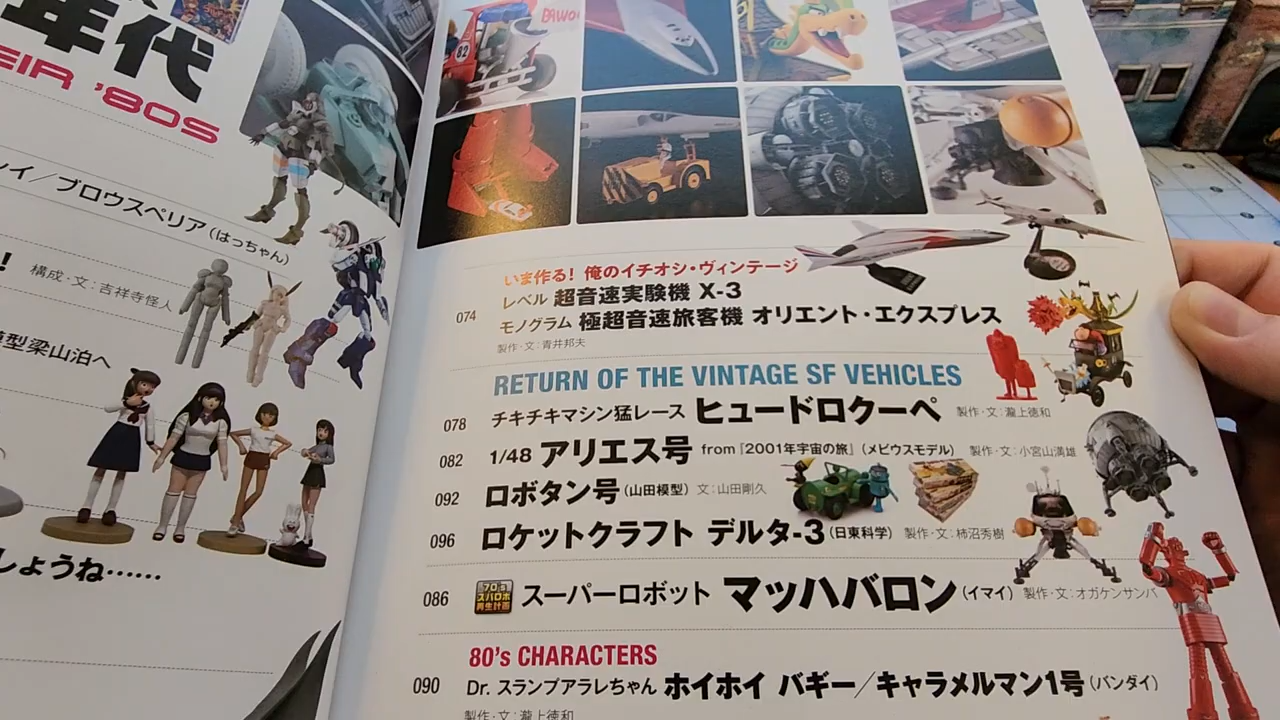 年代
EIR '80S
レイ／ブロウスペリア(はっちゃん)
!
構成・文：吉祥寺怪人
模型梁山泊へ
しょうね……
82
いま作る! 俺のイチオシ・ヴィンテージ
074
レベル 超音速実験機 X-3
モノグラム 極超音速旅客機 オリエント・エクスプレス
製作・文：青井邦夫
RETURN OF THE VINTAGE SF VEHICLES
078 チキチキマシン猛レース ヒュードロクーペ 製作・文：瀧上徳和
082 1/48 アリエス号 from『2001年宇宙の旅』(メビウスモデル) 製作・文：小宮山満雄
092 ロボタン号(山田模型) 文：山田剛久
096 ロケットクラフト デルタ-3(日東科学) 製作・文：柿沼秀樹
086 70's スパロボ再生計画 スーパーロボット マッハバロン(イマイ) 製作・文：オガケンサンバ
80's CHARACTERS
090 Dr. スランプアラレちゃん ホイホイ バギー／キャラメルマン1号(バンダイ)
製作・文：瀧上徳和